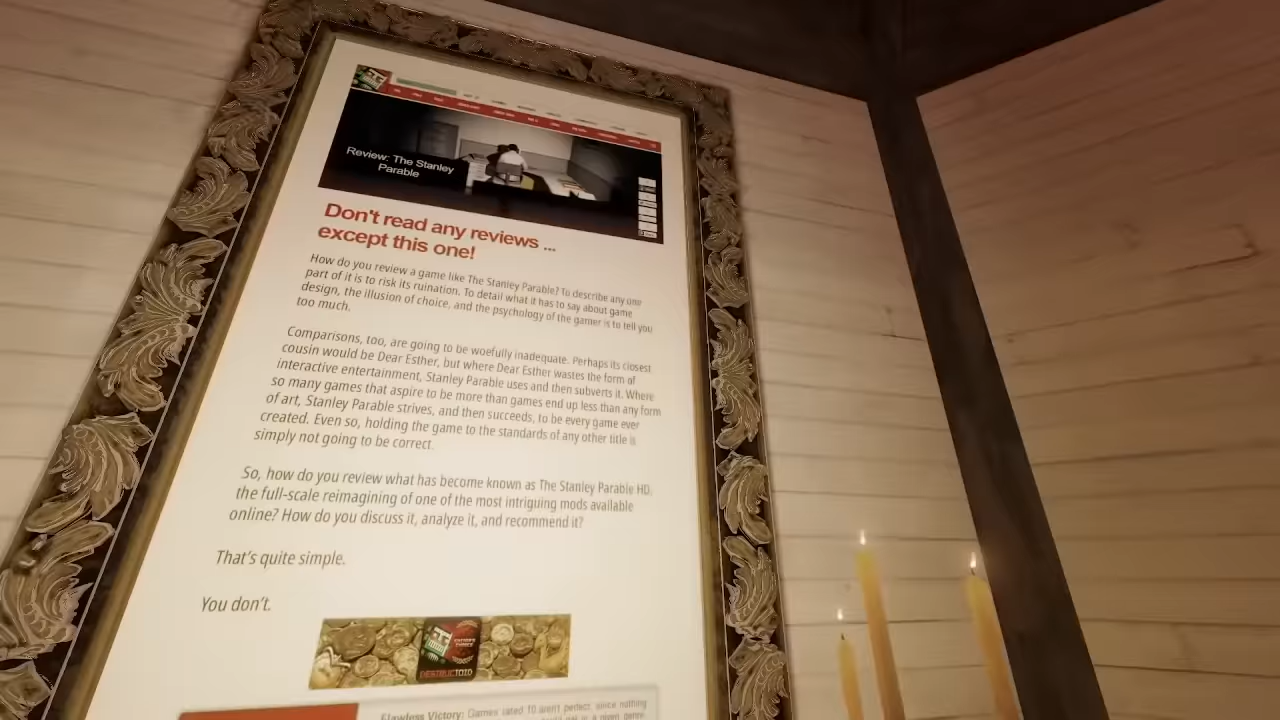 Review: The Stanley
Parable
Don't read any reviews ...
except this one!
How do you review a game like The Stanley Parable? To describe any one
part of it is to risk its ruination. To detail what it has to say about game
design, the illusion of choice, and the psychology of the gamer is to tell you
too much.
Comparisons, too, are going to be woefully inadequate. Perhaps its closest
cousin would be Dear Esther, but where Dear Esther wastes the form of
interactive entertainment, Stanley Parable uses and then subverts it. Where
so many games that aspire to be more than games end up less than any form
of art, Stanley Parable strives, and then succeeds, to be every game ever
created. Even so, holding the game to the standards of any other title is
simply not going to be correct.
So, how do you review what has become known as The Stanley Parable HD,
the full-scale reimagining of one of the most intriguing mods available
online? How do you discuss it, analyze it, and recommend it?
That's quite simple.
You don't.
DESTRUCTOID
Flawless Victory: Games rated 10 aren't perfect, since nothing